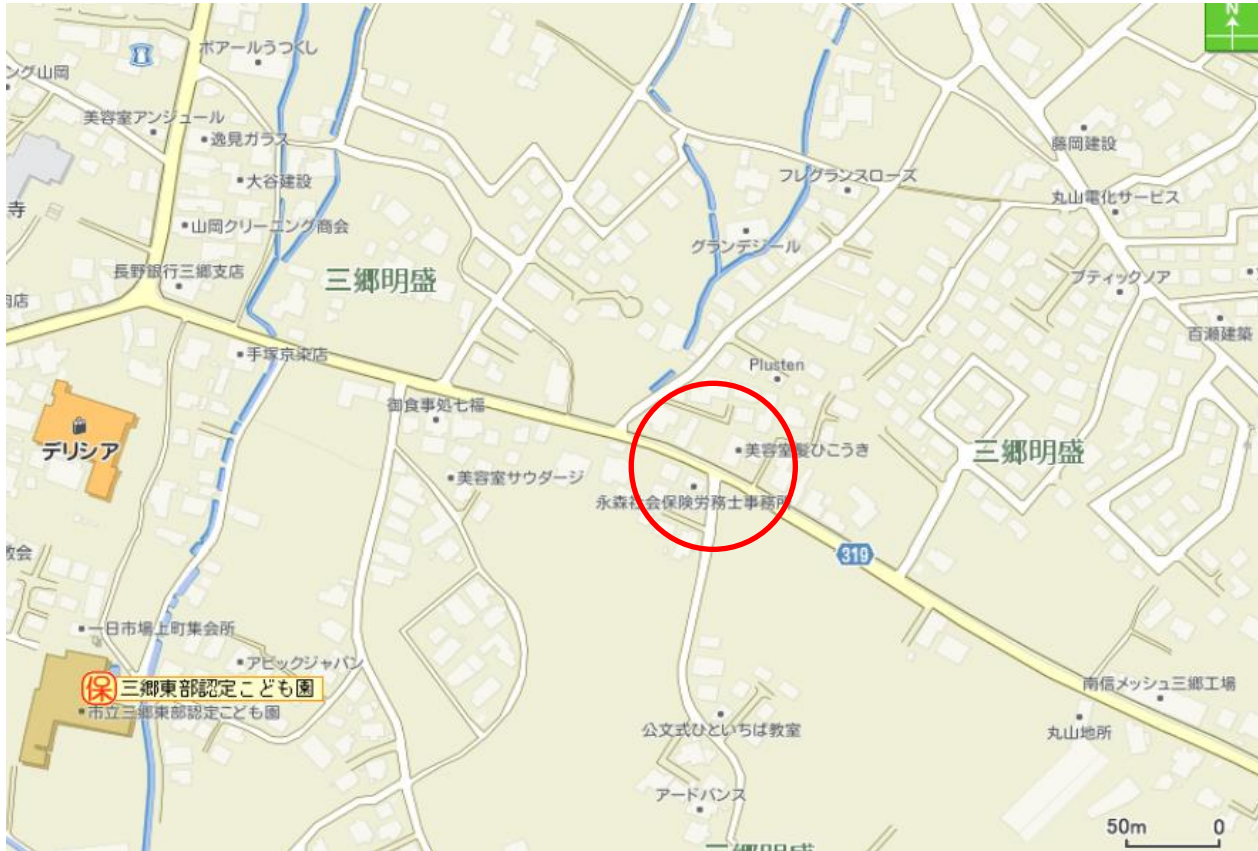 N
ボアールうつくし
ング山岡
美容室アンジュール
逸見ガラス
藤岡建設
大谷建設
フレグランスローズ
丸山電化サービス
寺
山岡クリーニング商会
グランデジール
長野銀行三郷支店
三郷明盛
ブティックノア
肉店
百瀬建築
手塚京染店
Plusten
御食事処七福
デリシア
美容室髪ひこうき
三郷明盛
美容室サウダージ
永森社会保険労務士事務所
教会
319
一日市場上町集会所
アピックジャパン
保 三郷東部認定こども園
南信メッシュ三郷工場
市立三郷東部認定こども園
公文式ひといちば教室
丸山地所
アードバンス
50m 0
三郷明盛